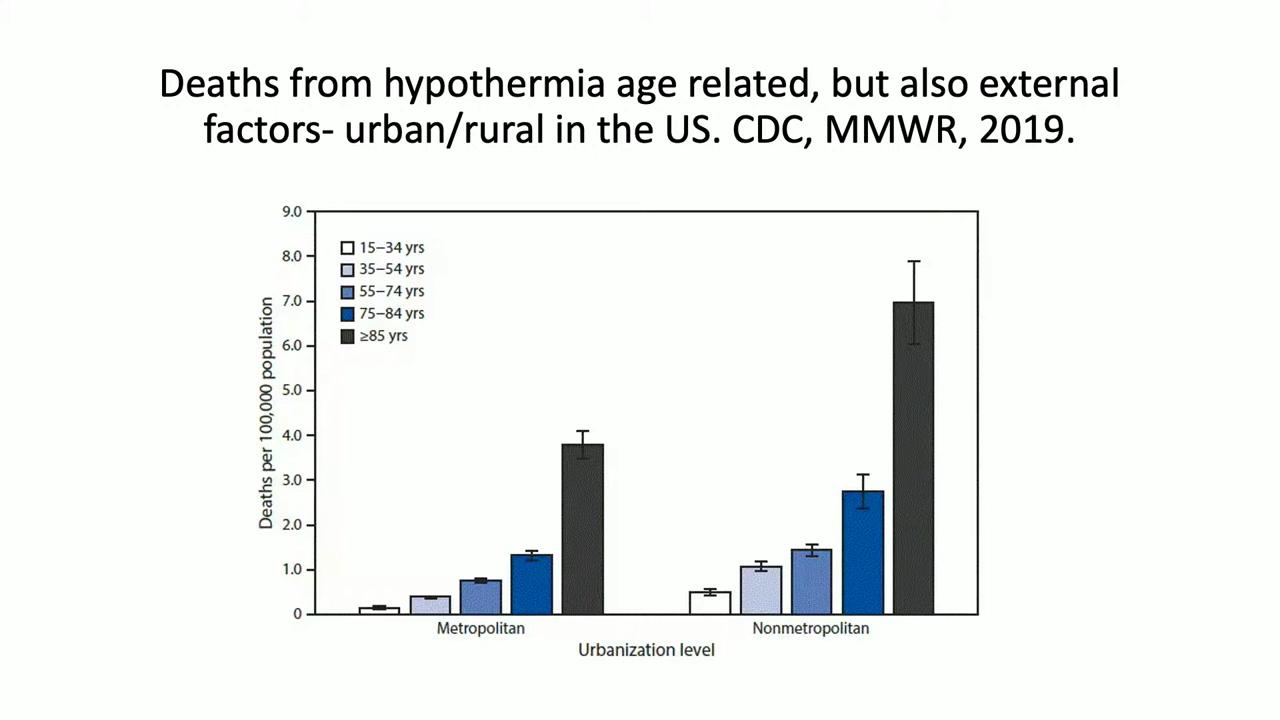 Deaths from hypothermia age related, but also external
factors- urban/rural in the US. CDC, MMWR, 2019.
9.0
8.0
7.0
6.0
5.0
4.0
3.0
2.0
1.0
0
Deaths per 100,000 population
15–34 yrs
35–54 yrs
55–74 yrs
75–84 yrs
≥85 yrs
Metropolitan
Nonmetropolitan
Urbanization level